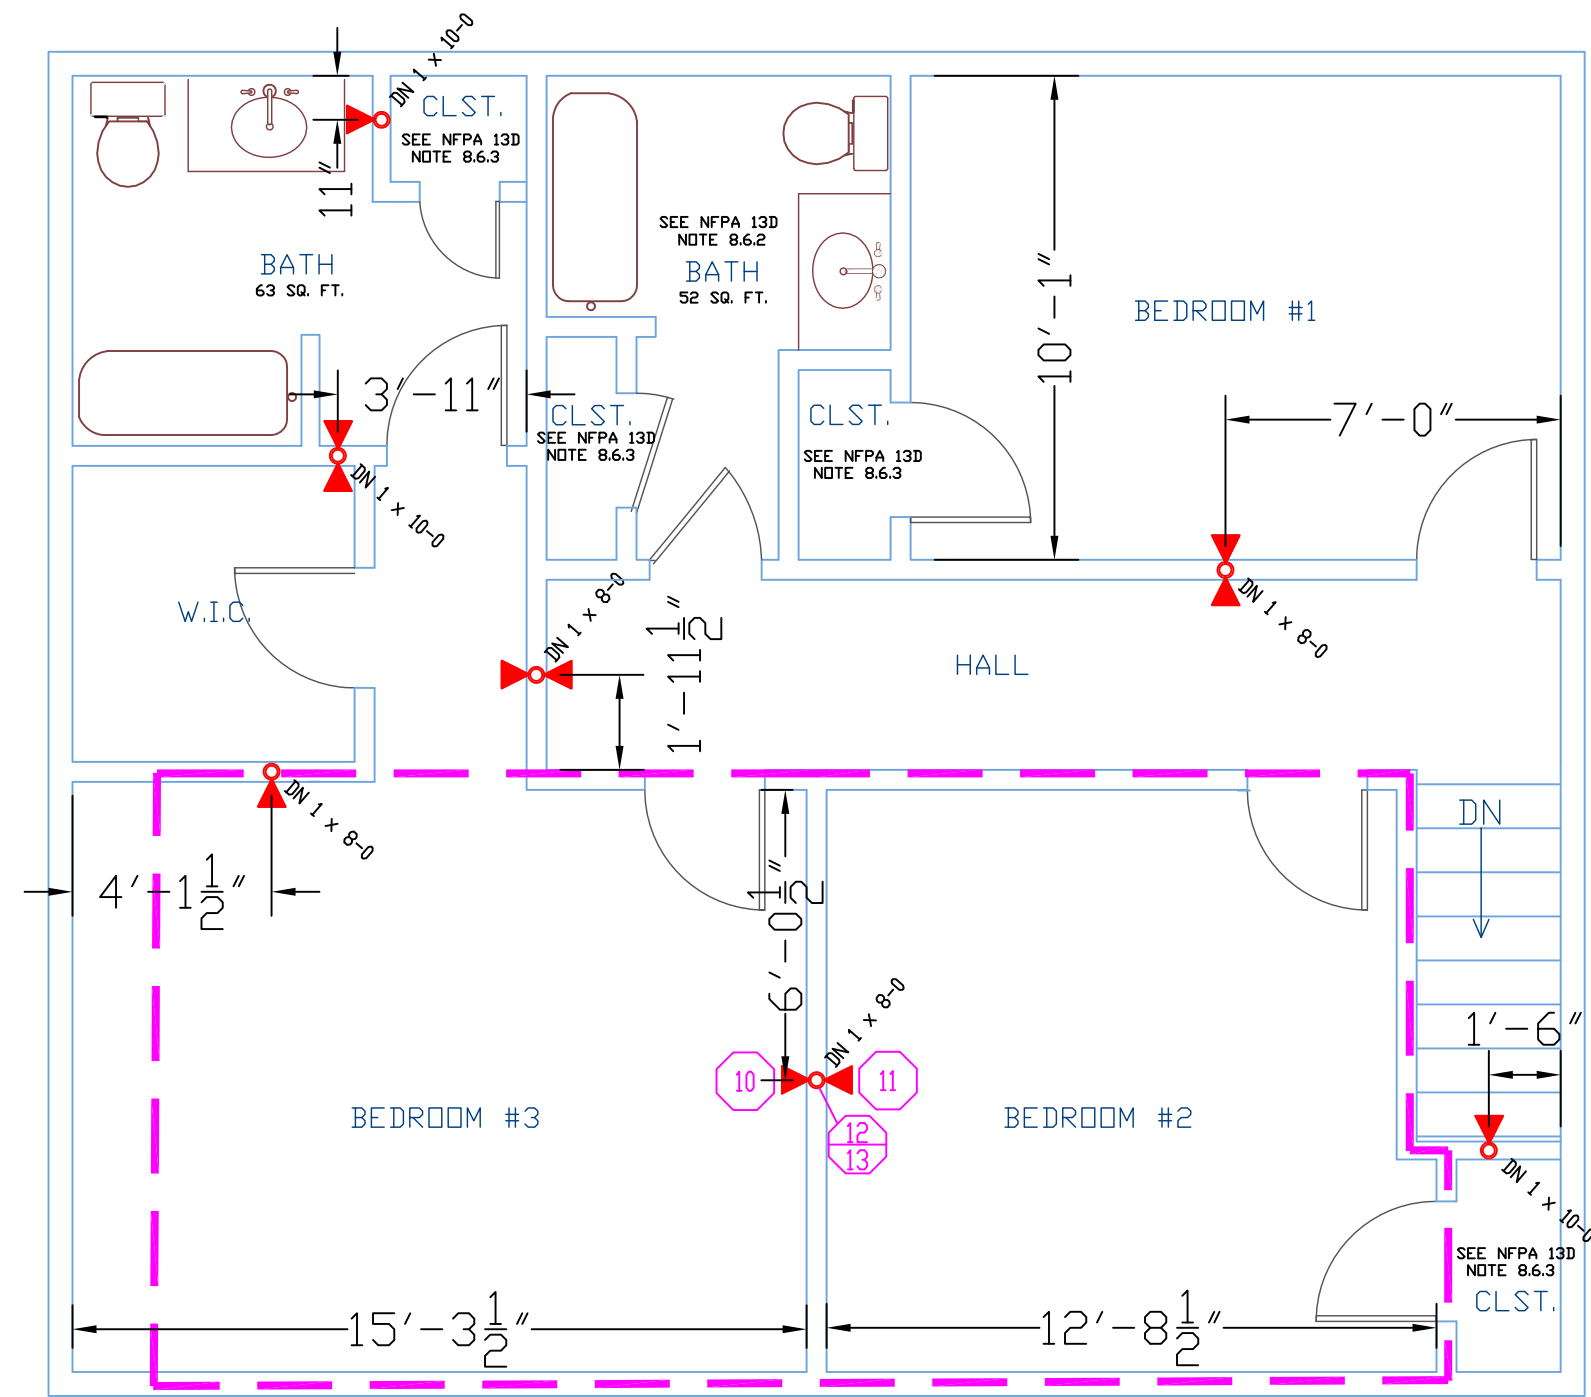 DN 1 x 10-0
CLST.
SEE NFPA 13D
NOTE 8.6.3
11"
BATH
63 SQ. FT.
SEE NFPA 13D
NOTE 8.6.2
BATH
52 SQ. FT.
10'-1"
BEDROOM #1
3'-11"
CLST.
SEE NFPA 13D
NOTE 8.6.3
CLST.
SEE NFPA 13D
NOTE 8.6.3
7'-0"
DN 1 x 10-0
W.I.C.
DN 1 x 8-0
1'-11 1/2"
HALL
DN 1 x 8-0
DN 1 x 8-0
4'-1 1/2"
6'-0 1/2"
DN
DN 1 x 8-0
1'-6"
10
11
12
13
BEDROOM #3
BEDROOM #2
DN 1 x 10-0
SEE NFPA 13D
NOTE 8.6.3
CLST.
15'-3 1/2"
12'-8 1/2"